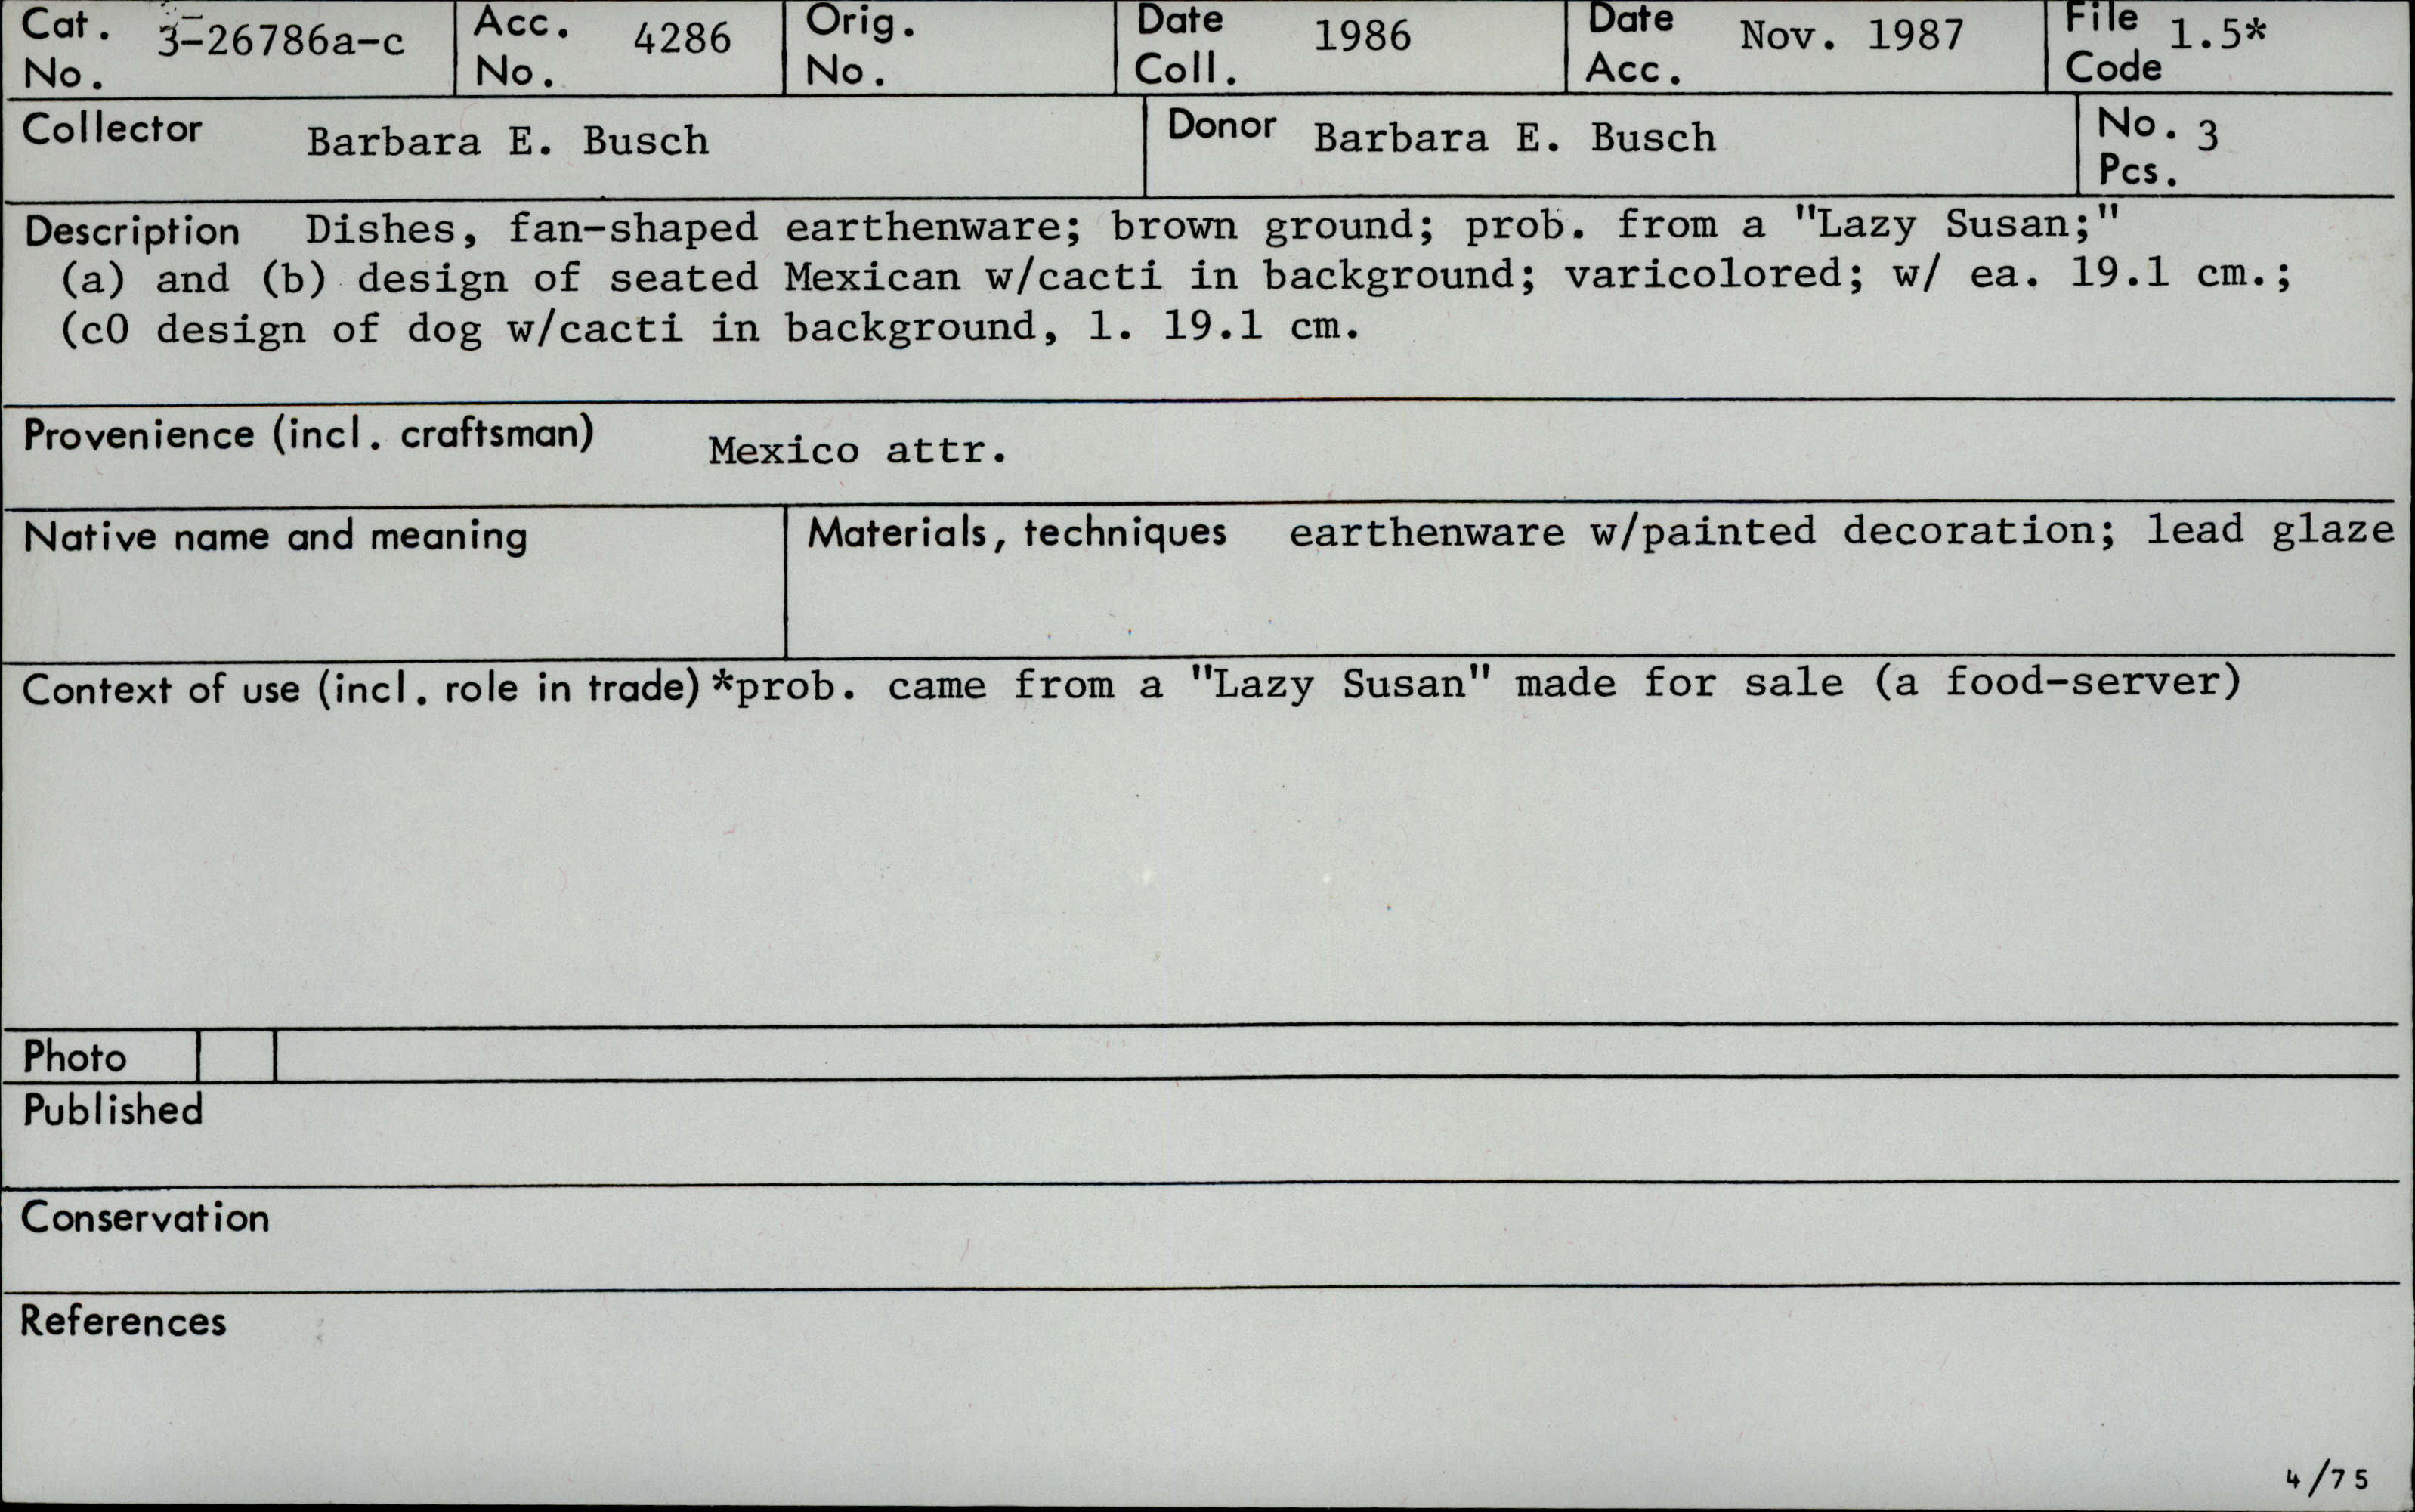 Cat. No. 3-26786a-c Acc. No. 4286 Orig. No. Date Coll. 1986 Date Acc. Nov. 1987 File Code 1.5*
Collector Barbara E. Busch Donor Barbara E. Busch No. Pcs. 3
Description Dishes, fan-shaped earthenware; brown ground; prob. from a "Lazy Susan;"
(a) and (b) design of seated Mexican w/cacti in background; varicolored; w/ ea. 19.1 cm.;
(c0 design of dog w/cacti in background, l. 19.1 cm.
Provenience (incl. craftsman) Mexico attr.
Native name and meaning Materials, techniques earthenware w/painted decoration; lead glaze
Context of use (incl. role in trade) *prob. came from a "Lazy Susan" made for sale (a food-server)
Photo
Published
Conservation
References
4/75